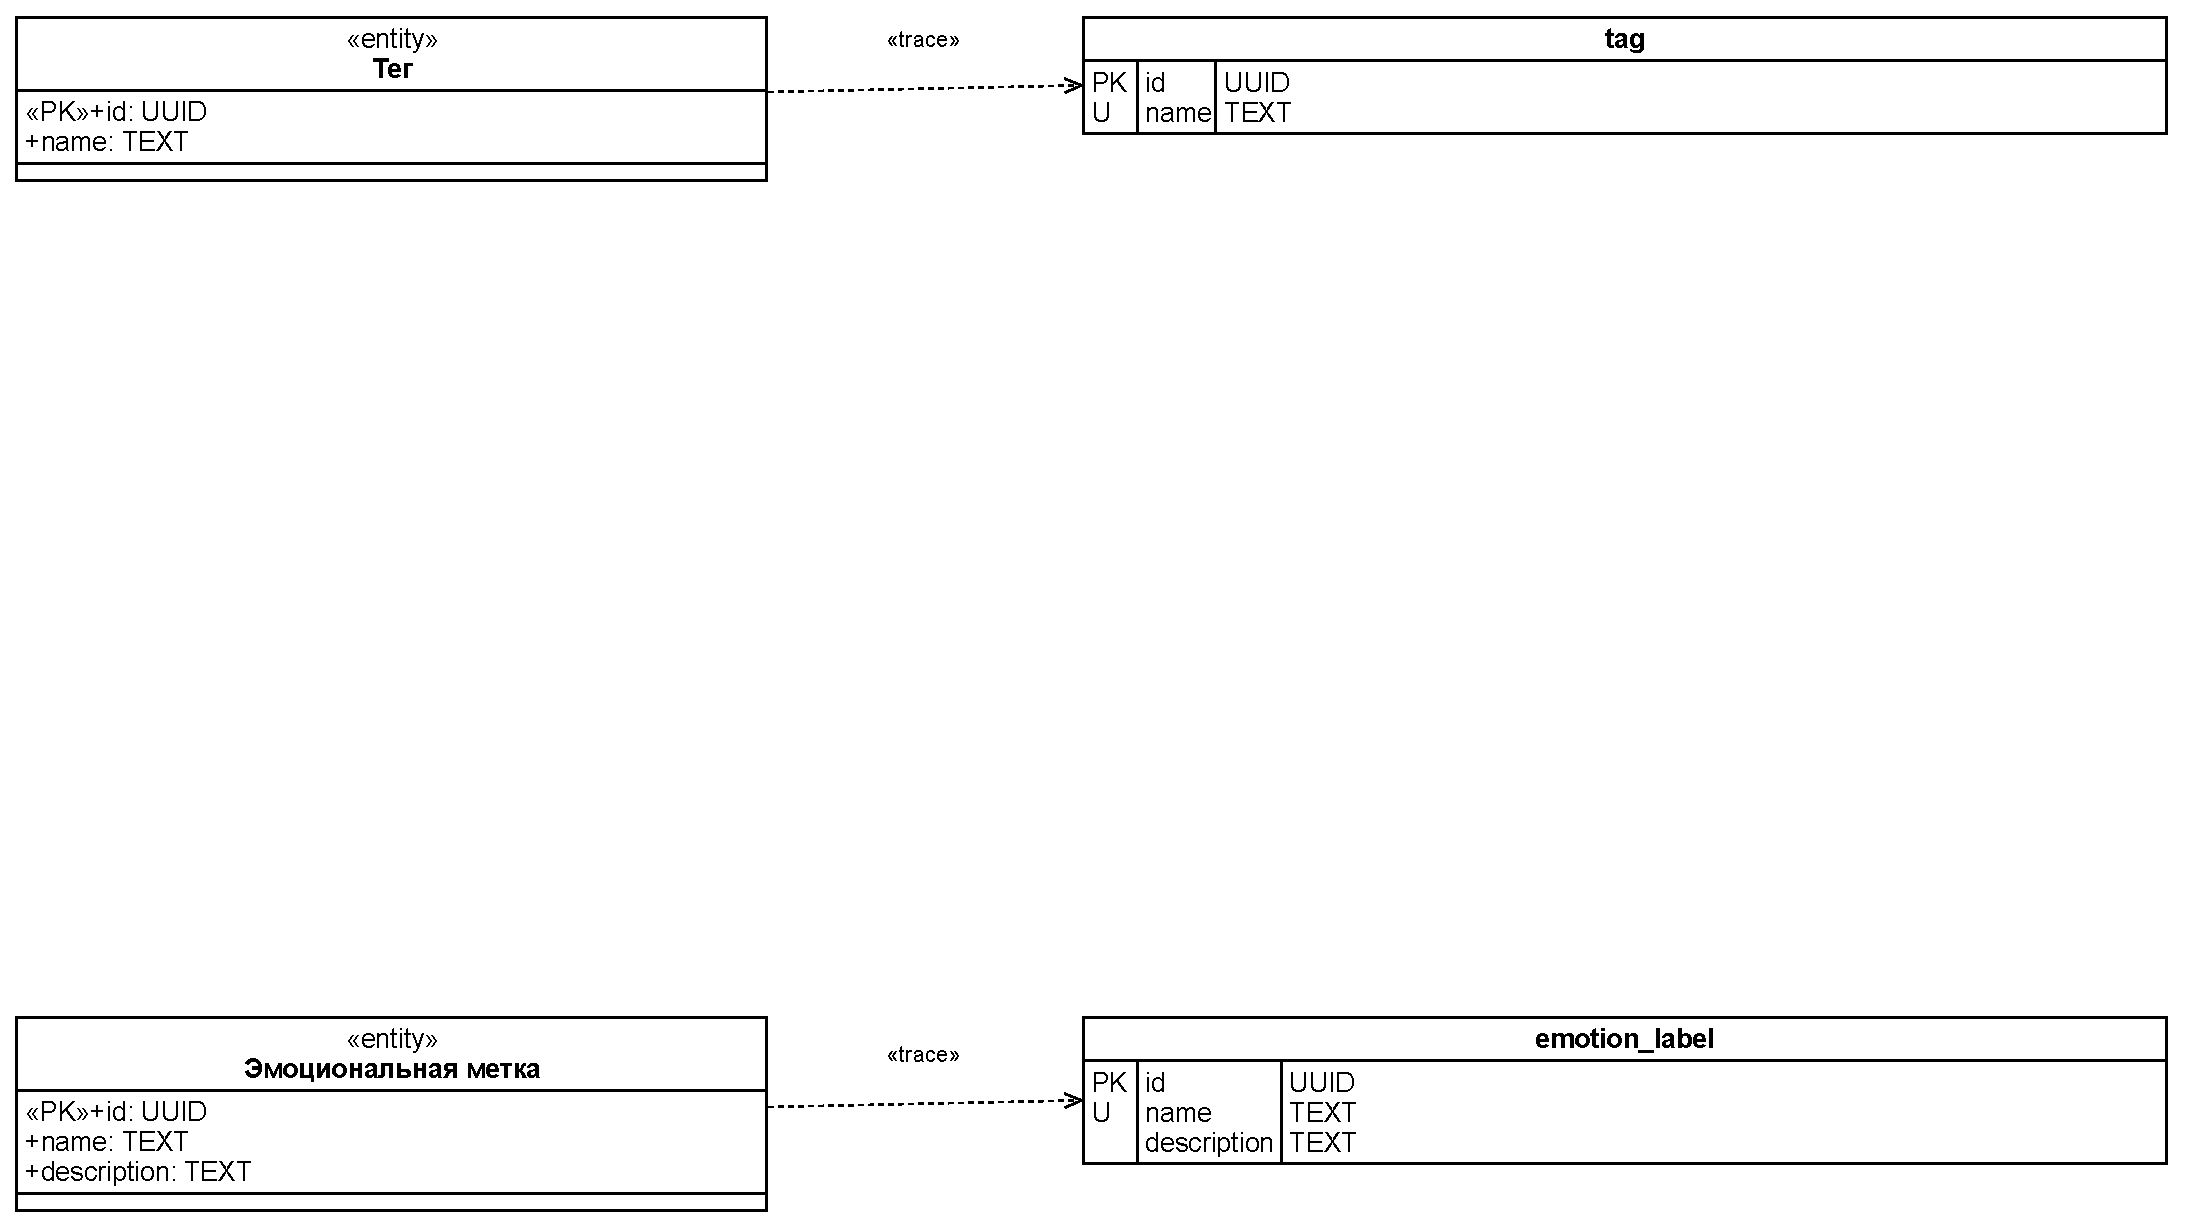 «entity»
Тег
«PK»+id: UUID
+name: TEXT
«trace»
tag
PK id UUID
U name TEXT
«entity»
Эмоциональная метка
«PK»+id: UUID
+name: TEXT
+description: TEXT
«trace»
emotion_label
PK id UUID
U name TEXT
description TEXT